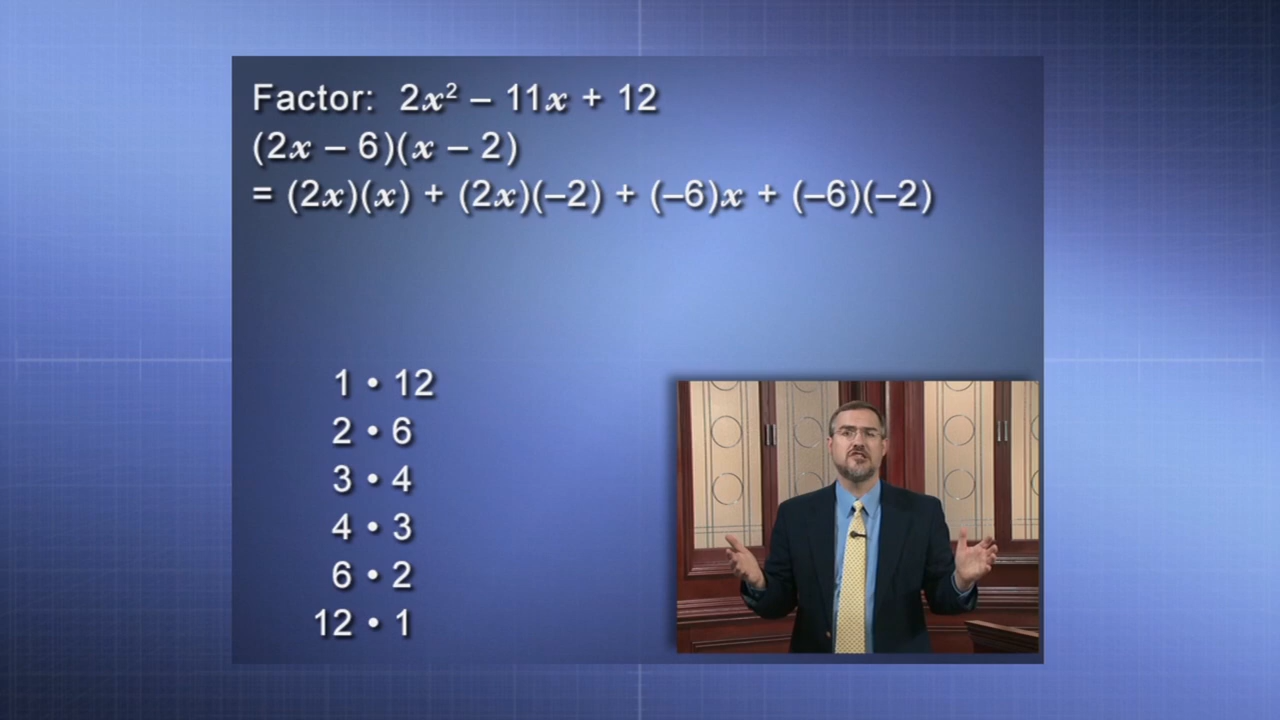 Factor: 2x² – 11x + 12
(2x – 6)(x – 2)
= (2x)(x) + (2x)(–2) + (–6)x + (–6)(–2)
1 • 12
2 • 6
3 • 4
4 • 3
6 • 2
12 • 1